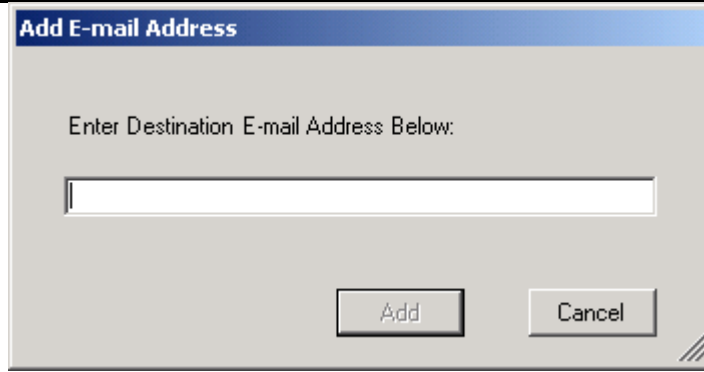 Add E-mail Address
Enter Destination E-mail Address Below:
Add
Cancel